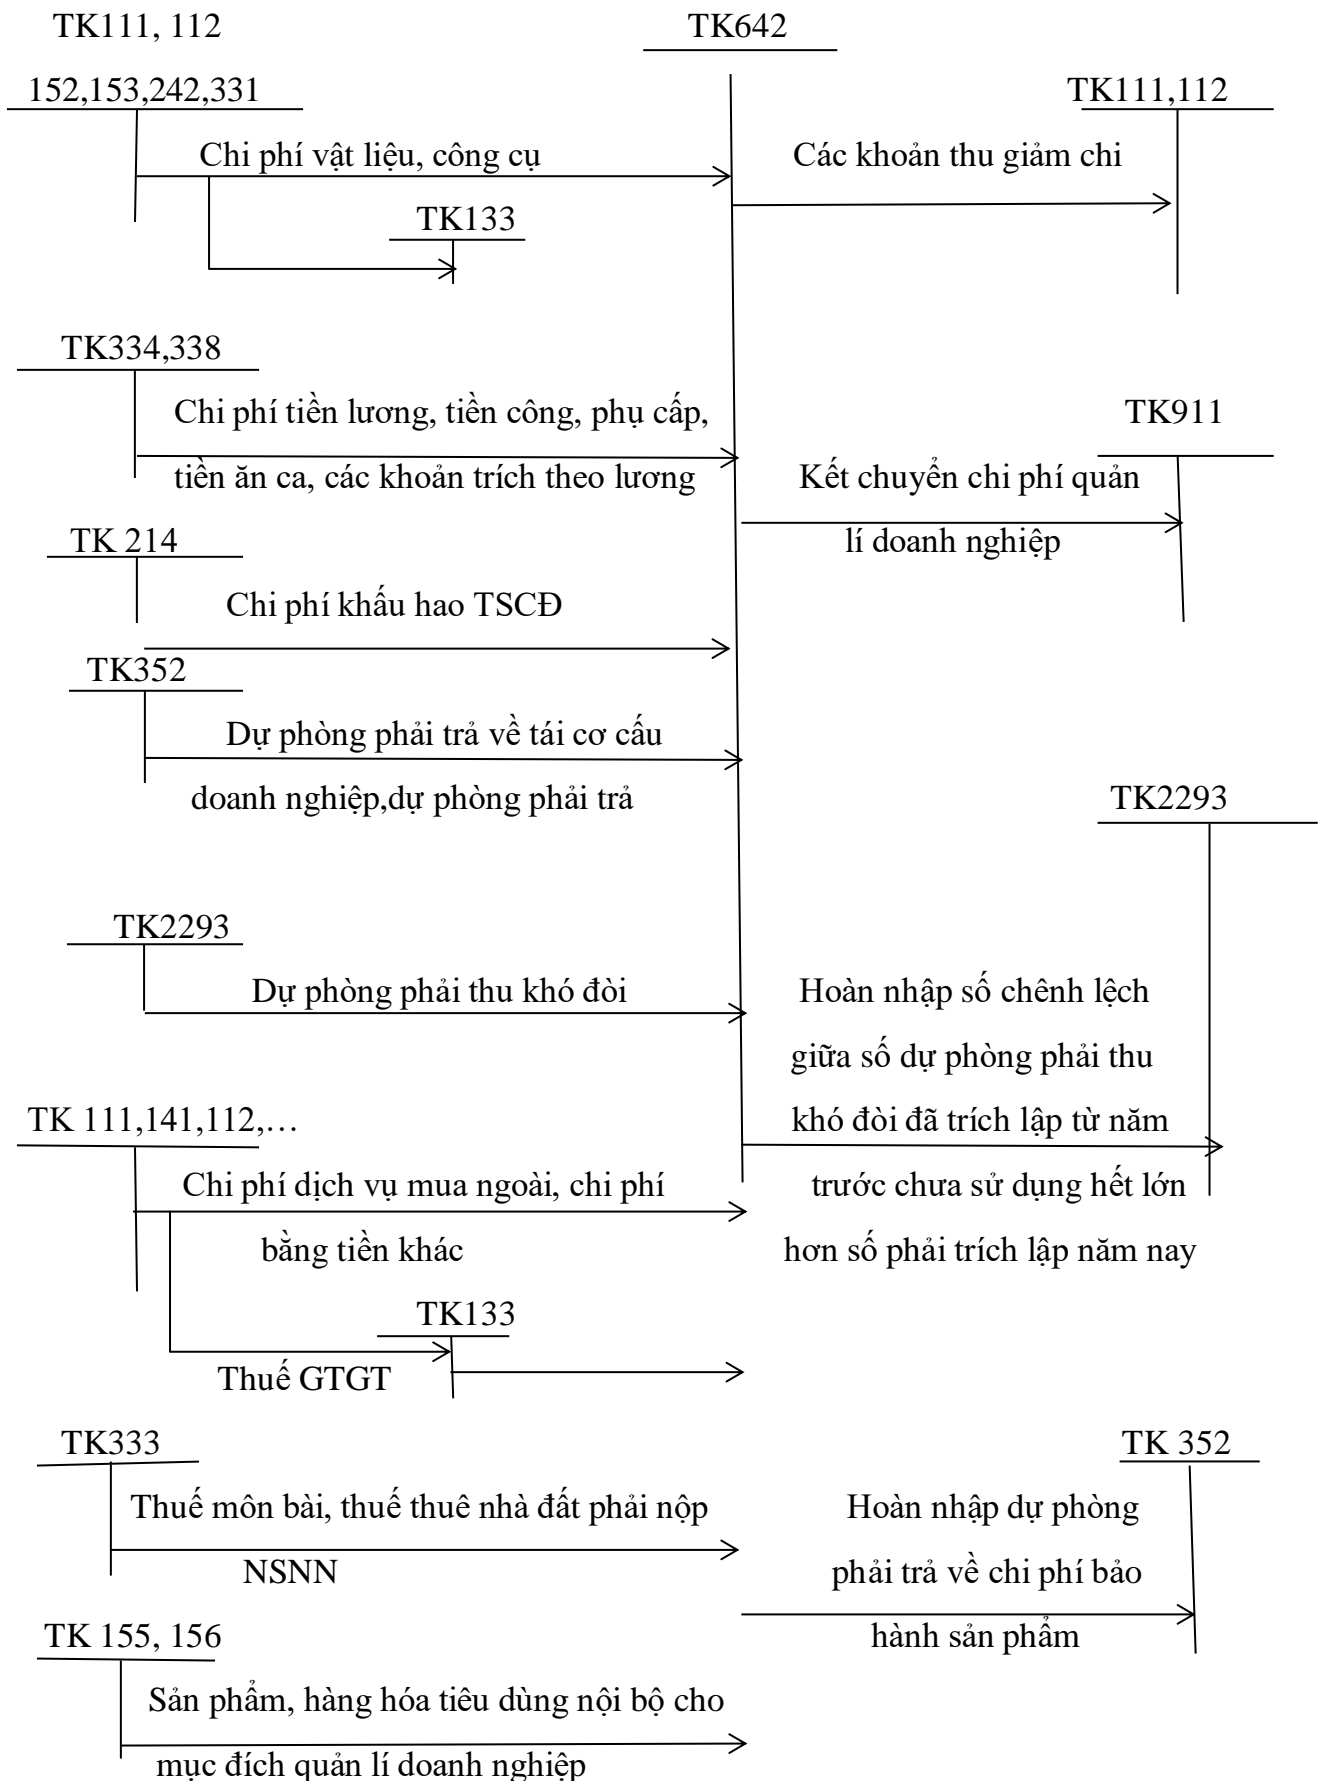 TK111, 112
TK642
152,153,242,331
TK111,112
Chi phí vật liệu, công cụ
Các khoản thu giảm chi
TK133
TK334,338
Chi phí tiền lương, tiền công, phụ cấp,
TK911
tiền ăn ca, các khoản trích theo lương
Kết chuyển chi phí quản
TK 214
lí doanh nghiệp
Chi phí khấu hao TSCĐ
TK352
Dự phòng phải trả về tái cơ cấu
doanh nghiệp,dự phòng phải trả
TK2293
TK2293
Dự phòng phải thu khó đòi
Hoàn nhập số chênh lệch
giữa số dự phòng phải thu
TK 111,141,112,…
khó đòi đã trích lập từ năm
Chi phí dịch vụ mua ngoài, chi phí
trước chưa sử dụng hết lớn
bằng tiền khác
hơn số phải trích lập năm nay
TK133
Thuế GTGT
TK333
TK 352
Thuế môn bài, thuế thuê nhà đất phải nộp
Hoàn nhập dự phòng
NSNN
phải trả về chi phí bảo
TK 155, 156
hành sản phẩm
Sản phẩm, hàng hóa tiêu dùng nội bộ cho
mục đích quản lí doanh nghiệp